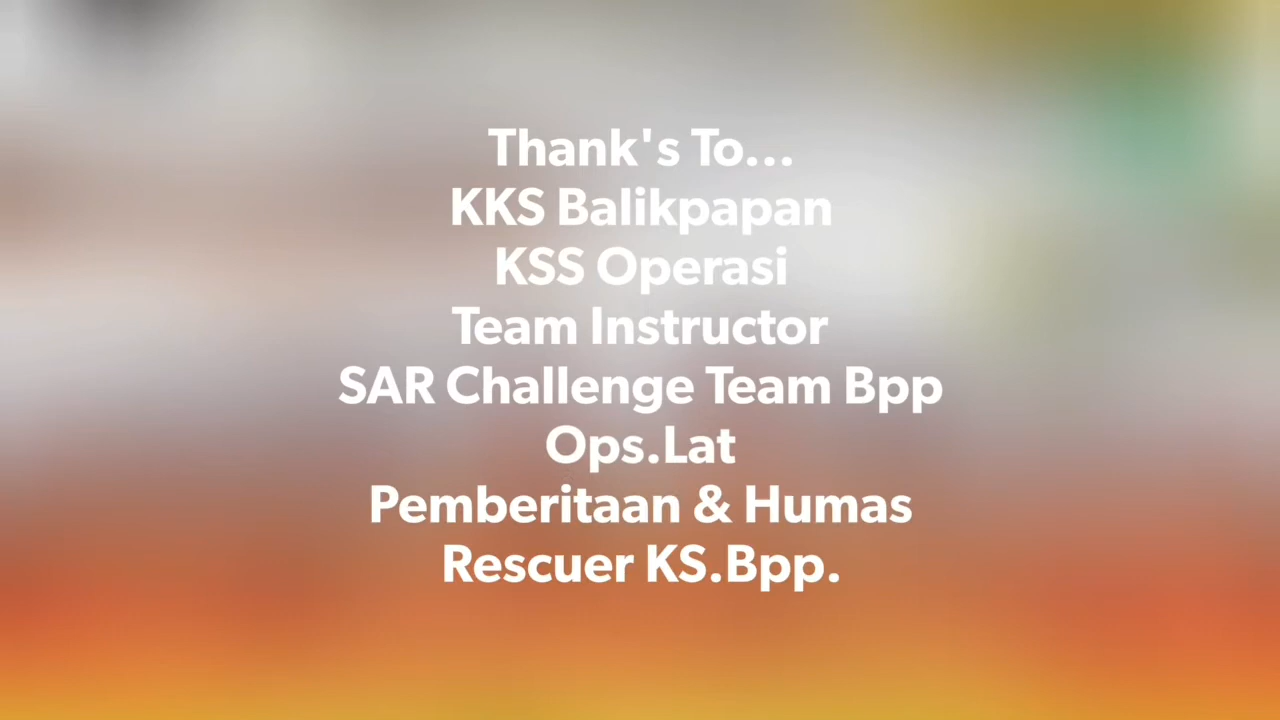 Thank's To...
KKS Balikpapan
KSS Operasi
Team Instructor
SAR Challenge Team Bpp
Ops.Lat
Pemberitaan & Humas
Rescuer KS.Bpp.